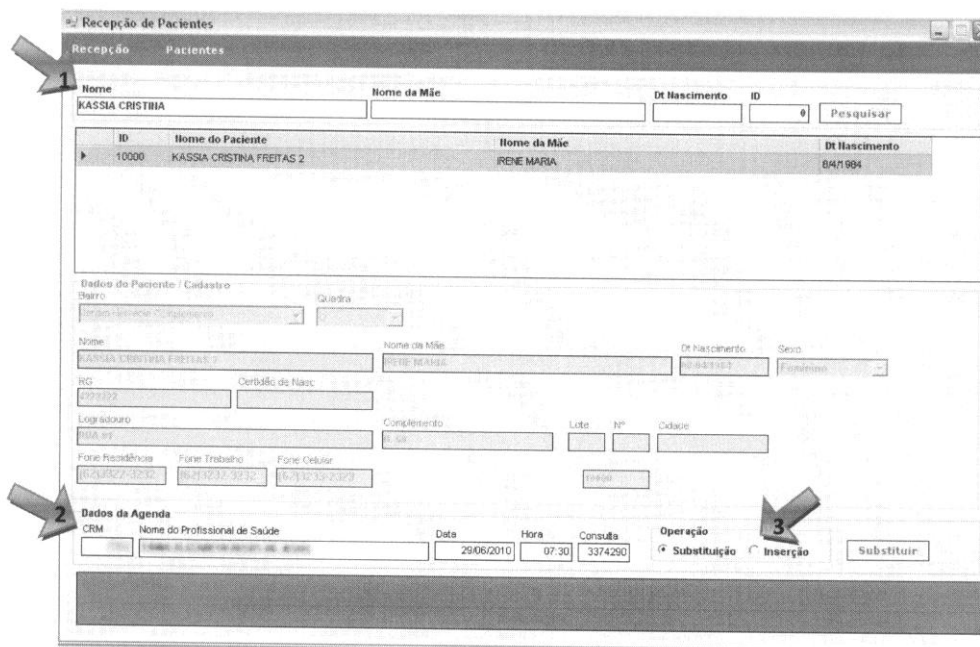 Recepção de Pacientes
Recepção Pacientes
1
Nome Nome da Mãe Dt Nascimento ID
KASSIA CRISTINA 0 Pesquisar
ID Nome do Paciente Nome da Mãe Dt Nascimento
10000 KASSIA CRISTINA FREITAS 2 IRENE MARIA 8/4/1984
Dados do Paciente / Cadastro
Bairro Quadra
Nome Nome da Mãe Dt Nascimento Sexo
KASSIA CRISTINA FREITAS 2 IRENE MARIA Feminino
RG Certidão de Nasc
Logradouro Complemento Lote Nº Cidade
Fone Residência Fone Trabalho Fone Celular
2 Dados da Agenda 3
CRM Nome do Profissional de Saúde Data Hora Consulta Operação
29/06/2010 07:30 3374290 Substituição Inserção Substituir